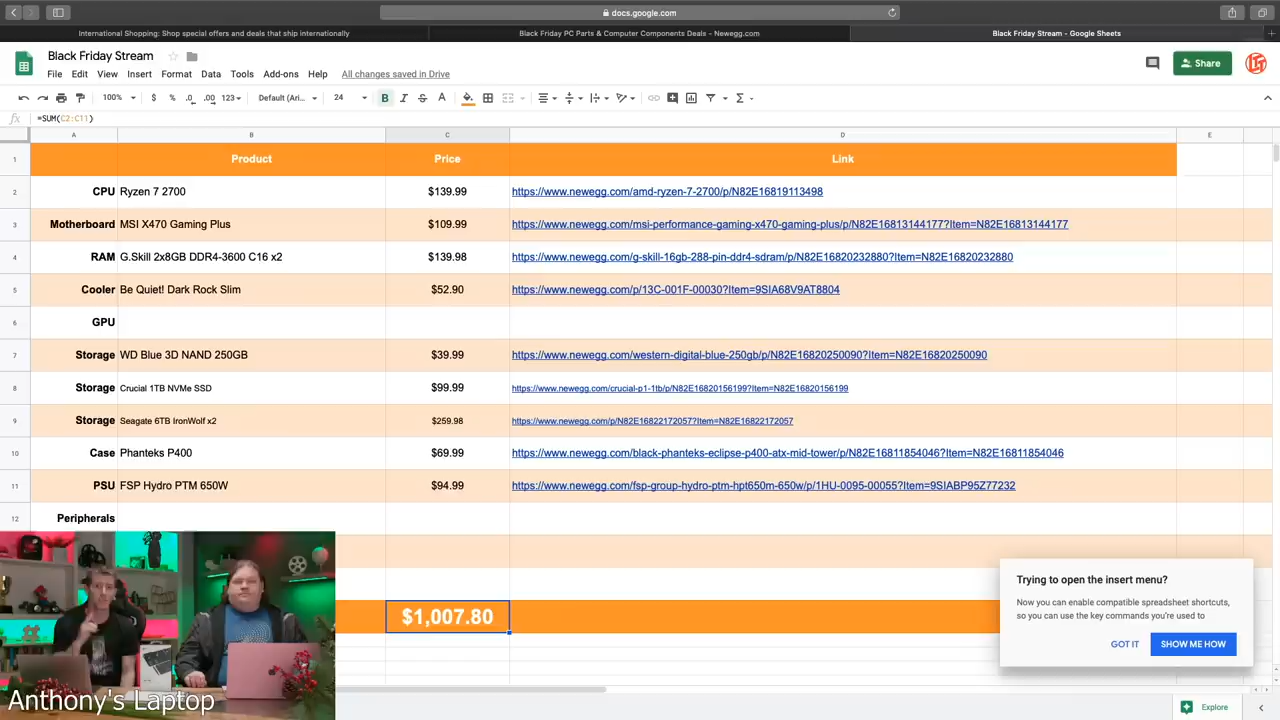 docs.google.com
International Shopping: Shop special offers and deals that ship internationally
Black Friday PC Parts & Computer Components Deals - Newegg.com
Black Friday Stream - Google Sheets
Black Friday Stream
File Edit View Insert Format Data Tools Add-ons Help All changes saved in Drive
Share
100% $ % .0 .00 123 Default (Ari... 24 B I S A
=SUM(C2:C11)
A B C D E
1 Product Price Link
2 CPU Ryzen 7 2700 $139.99 https://www.newegg.com/amd-ryzen-7-2700/p/N82E16819113498
3 Motherboard MSI X470 Gaming Plus $109.99 https://www.newegg.com/msi-performance-gaming-x470-gaming-plus/p/N82E16813144177?Item=N82E16813144177
4 RAM G.Skill 2x8GB DDR4-3600 C16 x2 $139.98 https://www.newegg.com/g-skill-16gb-288-pin-ddr4-sdram/p/N82E16820232880?Item=N82E16820232880
5 Cooler Be Quiet! Dark Rock Slim $52.90 https://www.newegg.com/p/13C-001F-00030?Item=9SIA68V9AT8804
6 GPU
7 Storage WD Blue 3D NAND 250GB $39.99 https://www.newegg.com/western-digital-blue-250gb/p/N82E16820250090?Item=N82E16820250090
8 Storage Crucial 1TB NVMe SSD $99.99 https://www.newegg.com/crucial-p1-1tb/p/N82E16820156199?Item=N82E16820156199
9 Storage Seagate 6TB IronWolf x2 $259.98 https://www.newegg.com/p/N82E16822172057?Item=N82E16822172057
10 Case Phanteks P400 $69.99 https://www.newegg.com/black-phanteks-eclipse-p400-atx-mid-tower/p/N82E16811854046?Item=N82E16811854046
11 PSU FSP Hydro PTM 650W $94.99 https://www.newegg.com/fsp-group-hydro-ptm-hpt650m-650w/p/1HU-0095-00055?Item=9SIABP95Z77232
12 Peripherals
$1,007.80
Trying to open the insert menu?
Now you can enable compatible spreadsheet shortcuts,
so you can use the key commands you're used to
GOT IT SHOW ME HOW
Anthony's Laptop
Explore